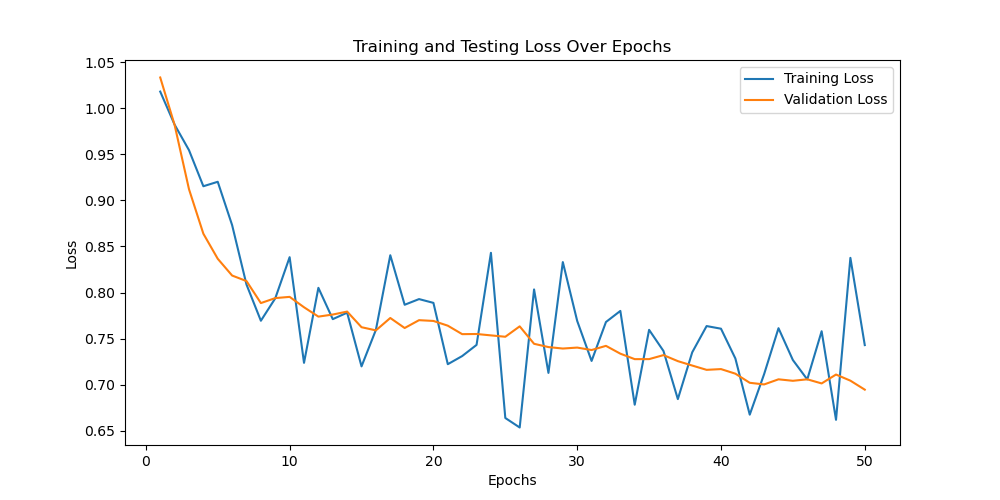 Training and Testing Loss Over Epochs
Training Loss
Validation Loss
Loss
1.05
1.00
0.95
0.90
0.85
0.80
0.75
0.70
0.65
0 10 20 30 40 50
Epochs